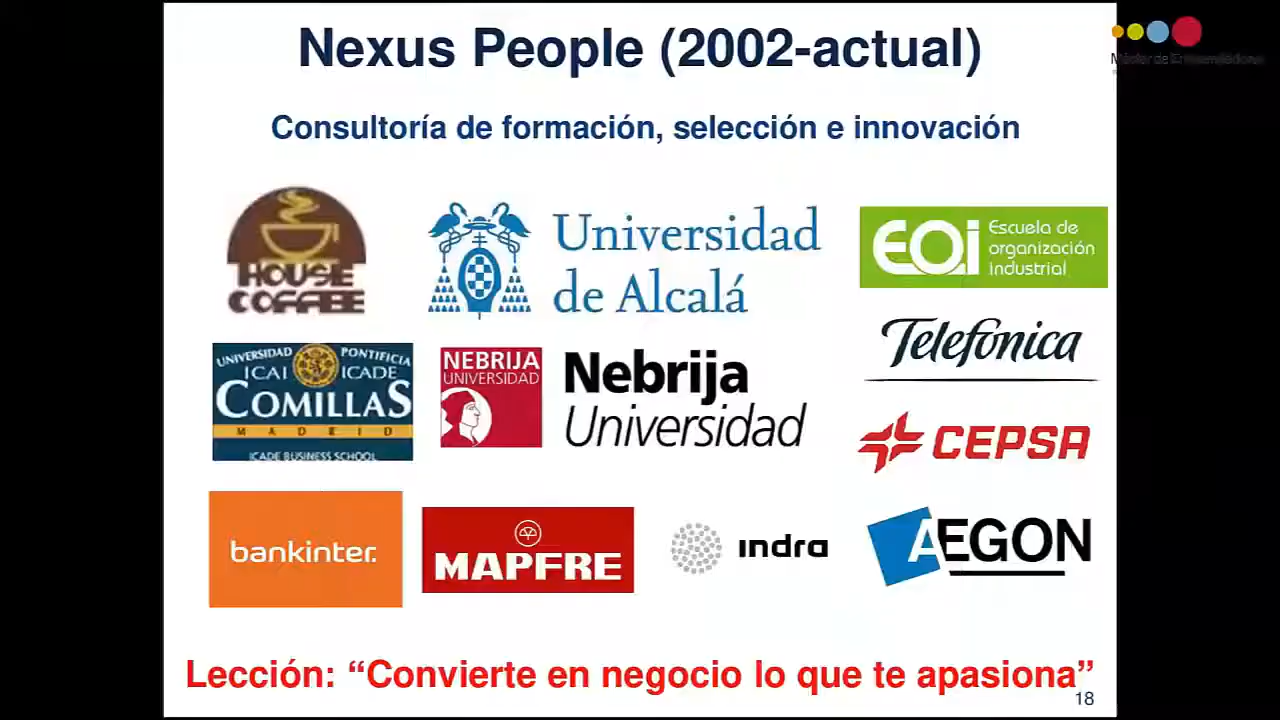 Nexus People (2002-actual)
Consultoría de formación, selección e innovación
HOUSE
COFFEE
Universidad
de Alcalá
EOi
Escuela de
organización
industrial
Telefónica
UNIVERSIDAD PONTIFICIA
ICAI ICADE
COMILLAS
MADRID
ICADE BUSINESS SCHOOL
NEBRIJA
UNIVERSIDAD
Nebrija
Universidad
CEPSA
bankinter.
MAPFRE
indra
AEGON
Lección: “Convierte en negocio lo que te apasiona”
18